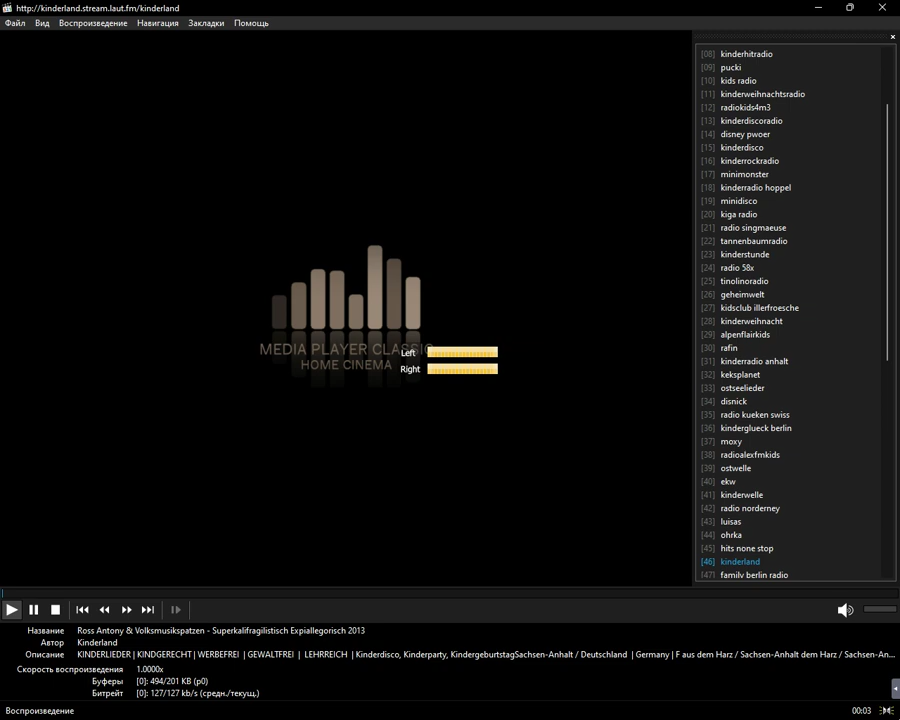 http://kinderland.stream.laut.fm/kinderland
Файл Вид Воспроизведение Навигация Закладки Помощь
[08] kinderhitradio
[09] pucki
[10] kids radio
[11] kinderweihnachtsradio
[12] radiokids4m3
[13] kinderdiscoradio
[14] disney pwoer
[15] kinderdisco
[16] kinderrockradio
[17] minimonster
[18] kinderradio hoppel
[19] minidisco
[20] kiga radio
[21] radio singmaeuse
[22] tannenbaumradio
[23] kinderstunde
[24] radio 58x
[25] tinolinoradio
[26] geheimwelt
[27] kidsclub illerfroesche
[28] kinderweihnacht
[29] alpenflairkids
[30] rafin
[31] kinderradio anhalt
[32] keksplanet
[33] ostseelieder
[34] disnick
[35] radio kueken swiss
[36] kinderglueck berlin
[37] moxy
[38] radioalexfmkids
[39] ostwelle
[40] ekw
[41] kinderwelle
[42] radio norderney
[43] luisas
[44] ohrka
[45] hits none stop
[46] kinderland
[47] family berlin radio
MEDIA PLAYER CLASSIC
HOME CINEMA
Left
Right
Название Ross Antony & Volksmusikspatzen - Superkalifragilistisch Expiallegorisch 2013
Автор Kinderland
Описание KINDERLIEDER | KINDGERECHT | WERBEFREI | GEWALTFREI | LEHRREICH | Kinderdisco, Kinderparty, KindergeburtstagSachsen-Anhalt / Deutschland | Germany | F aus dem Harz / Sachsen-Anhalt dem Harz / Sachsen-An...
Скорость воспроизведения 1.0000x
Буферы [0]: 494/201 KB (p0)
Битрейт [0]: 127/127 kb/s (средн./текущ.)
Воспроизведение 00:03